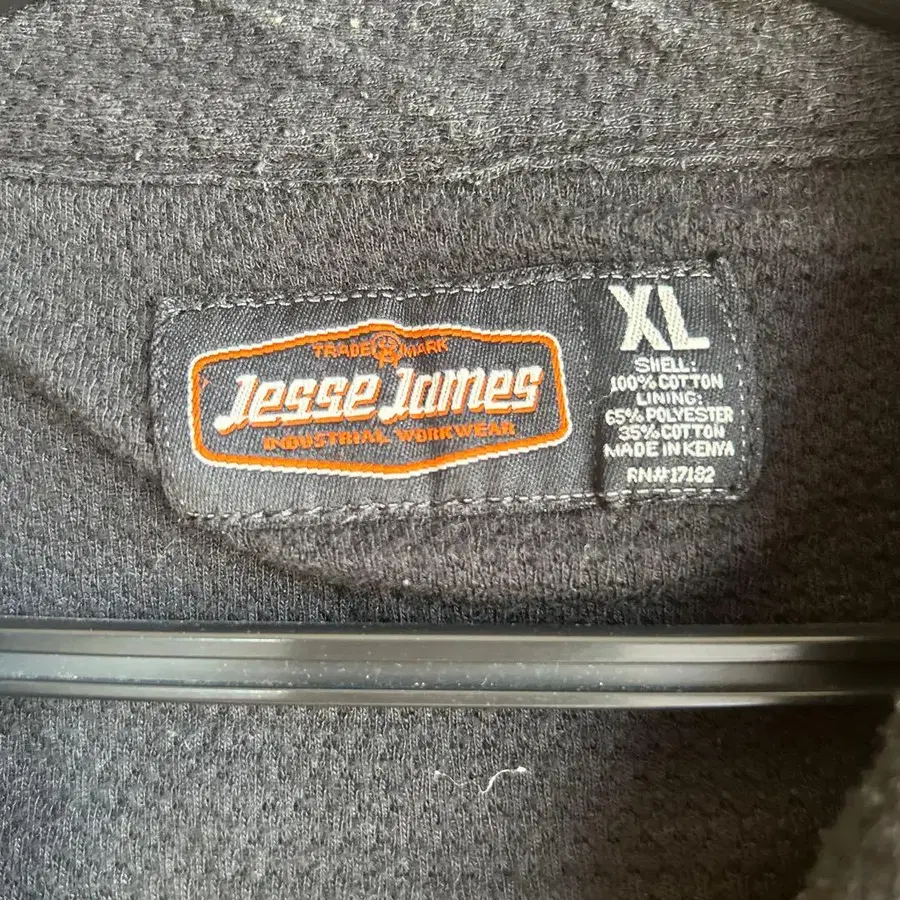 TRADE MARK
Jesse James
INDUSTRIAL WORKWEAR
XL
SHELL:
100% COTTON
LINING:
65% POLYESTER
35% COTTON
MADE IN KENYA
RN# 17182